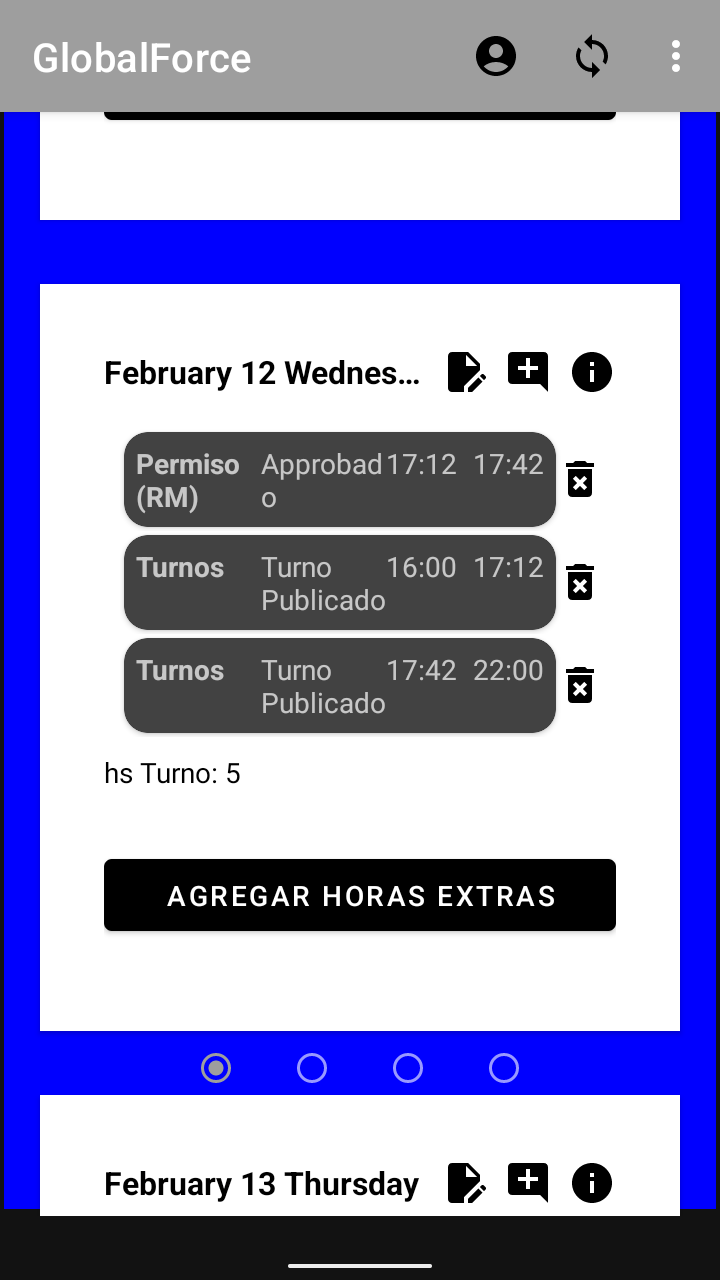 GlobalForce
February 12 Wednes...
Permiso (RM) Approbado 17:12 17:42
Turnos Turno Publicado 16:00 17:12
Turnos Turno Publicado 17:42 22:00
hs Turno: 5
AGREGAR HORAS EXTRAS
February 13 Thursday